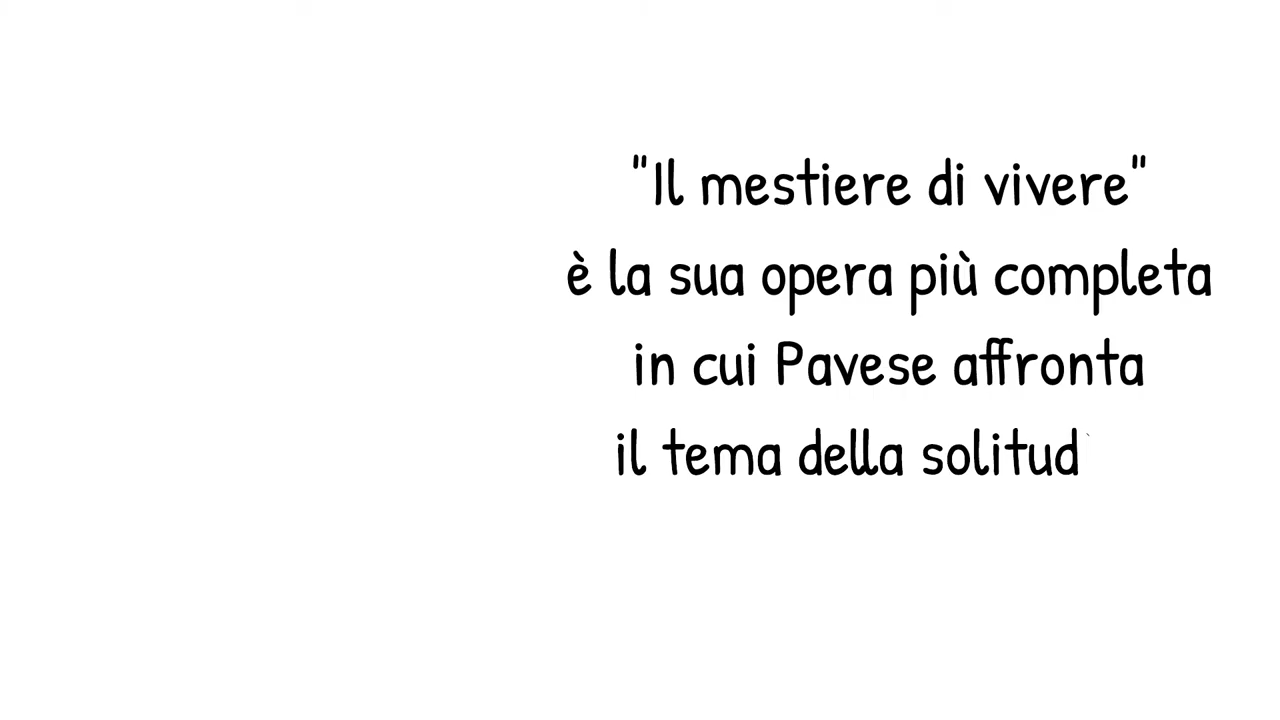 "Il mestiere di vivere"
è la sua opera più completa
in cui Pavese affronta
il tema della solitud